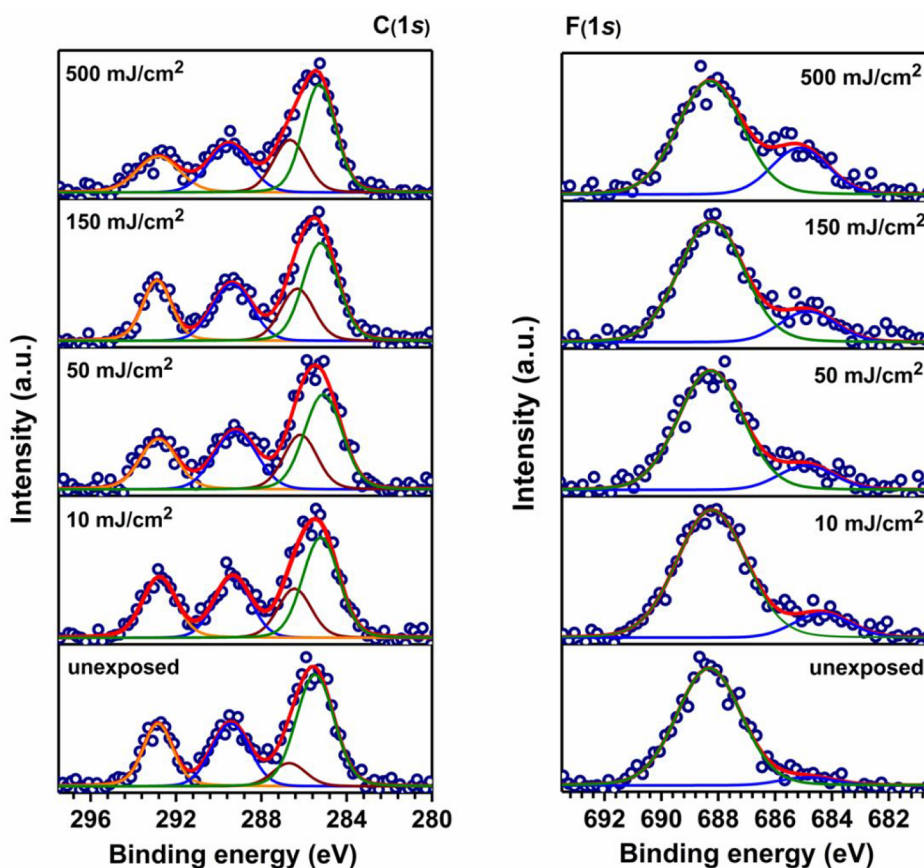 C(1s)
500 mJ/cm²
150 mJ/cm²
50 mJ/cm²
10 mJ/cm²
unexposed
Intensity (a.u.)
296 292 288 284 280
Binding energy (eV)
F(1s)
500 mJ/cm²
150 mJ/cm²
50 mJ/cm²
10 mJ/cm²
unexposed
Intensity (a.u.)
692 690 688 686 684 682
Binding energy (eV)